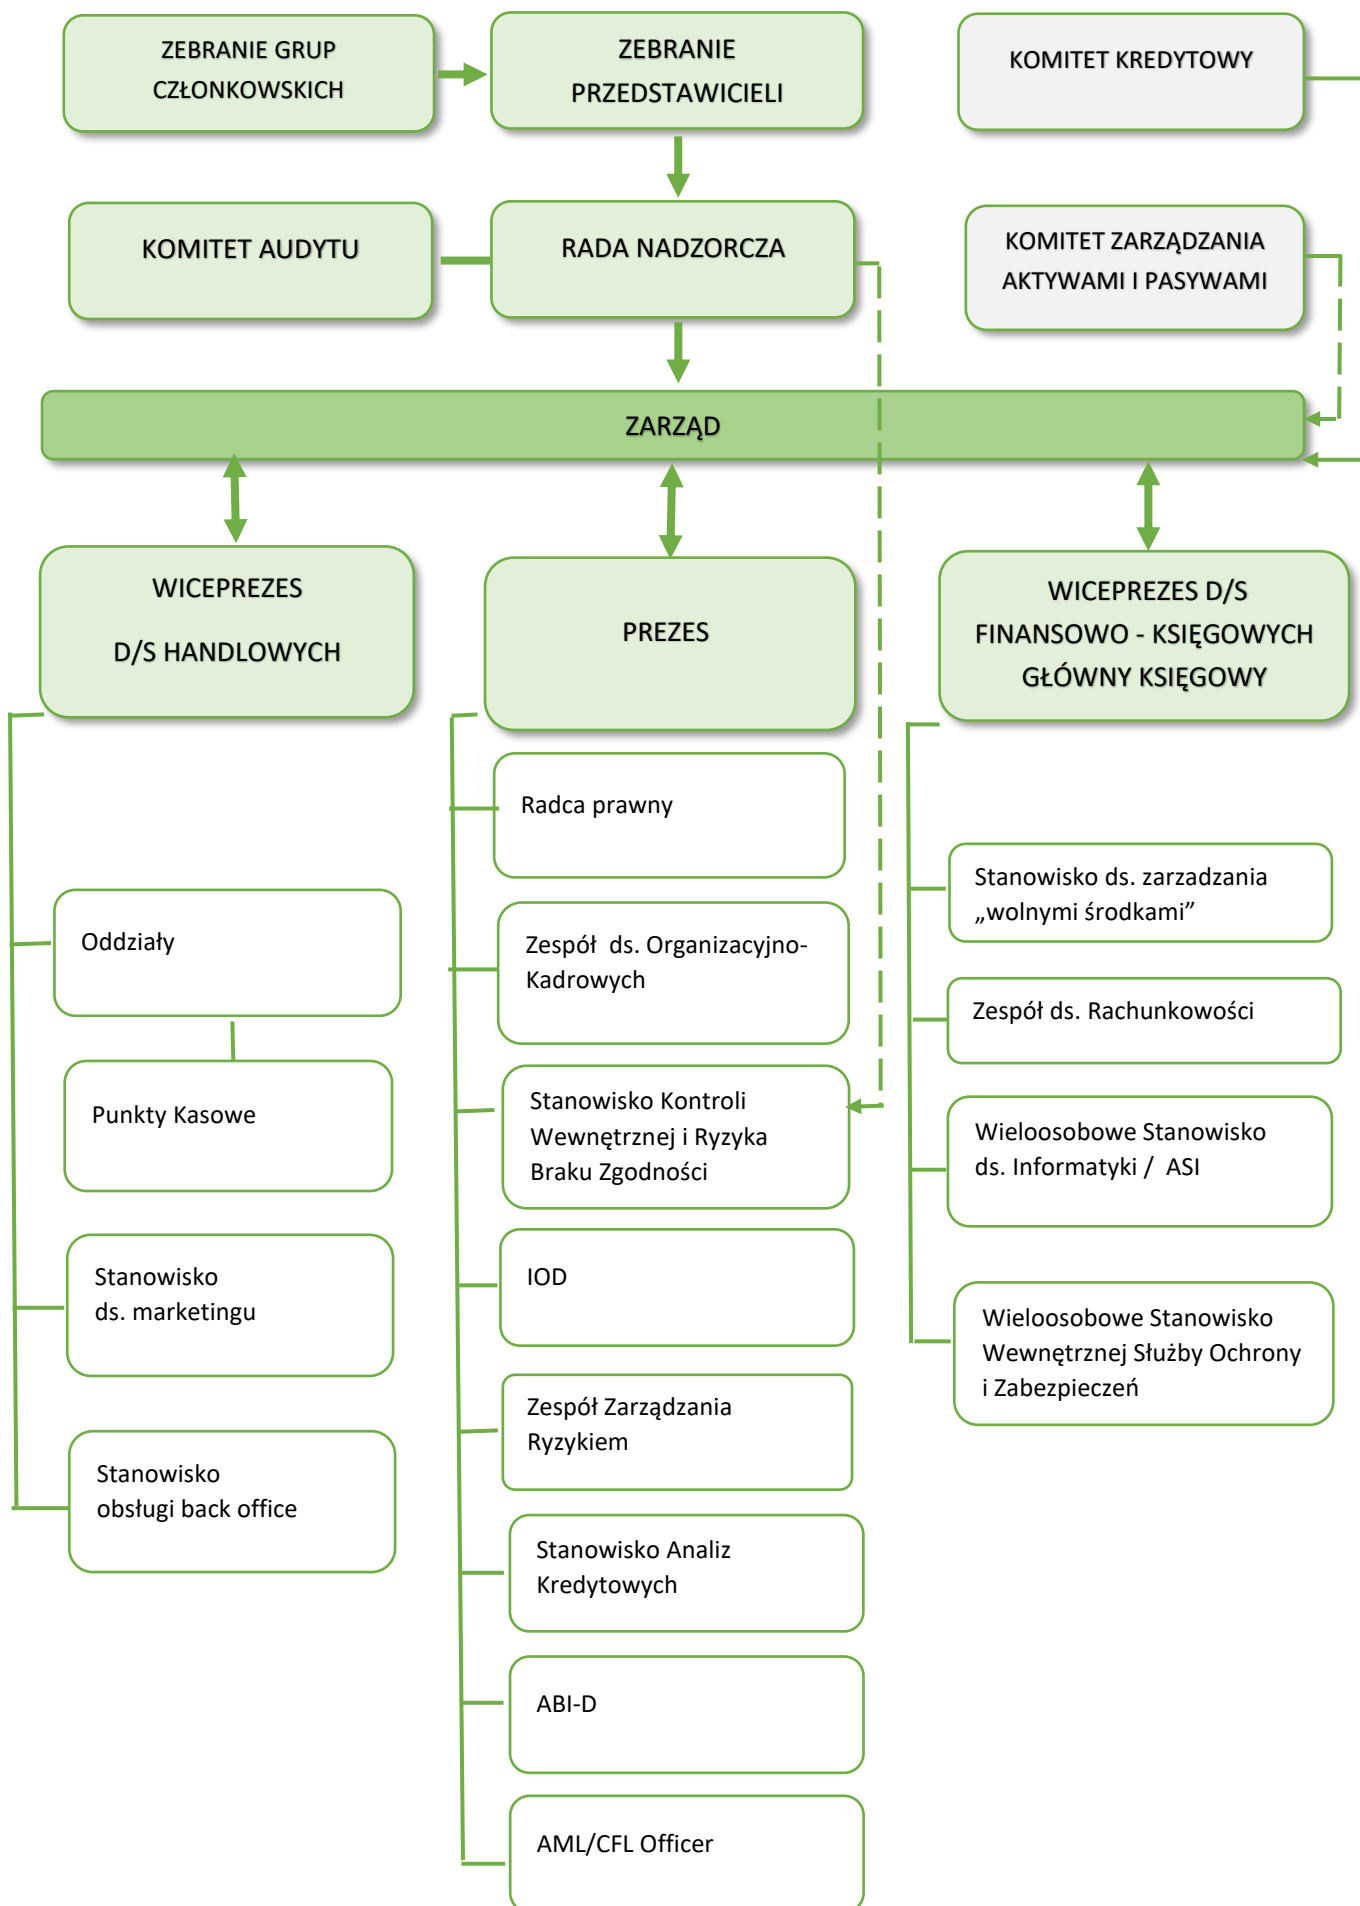 ZEBRANIE GRUP
CZŁONKOWSKICH
ZEBRANIE
PRZEDSTAWICIELI
KOMITET KREDYTOWY
KOMITET AUDYTU
RADA NADZORCZA
KOMITET ZARZĄDZANIA
AKTYWAMI I PASYWAMI
ZARZĄD
WICEPREZES
D/S HANDLOWYCH
PREZES
WICEPREZES D/S
FINANSOWO - KSIĘGOWYCH
GŁÓWNY KSIĘGOWY
Oddziały
Punkty Kasowe
Stanowisko
ds. marketingu
Stanowisko
obsługi back office
Radca prawny
Zespół ds. Organizacyjno-
Kadrowych
Stanowisko Kontroli
Wewnętrznej i Ryzyka
Braku Zgodności
IOD
Zespół Zarządzania
Ryzykiem
Stanowisko Analiz
Kredytowych
ABI-D
AML/CFL Officer
Stanowisko ds. zarzadzania
„wolnymi środkami”
Zespół ds. Rachunkowości
Wieloosobowe Stanowisko
ds. Informatyki / ASI
Wieloosobowe Stanowisko
Wewnętrznej Służby Ochrony
i Zabezpieczeń